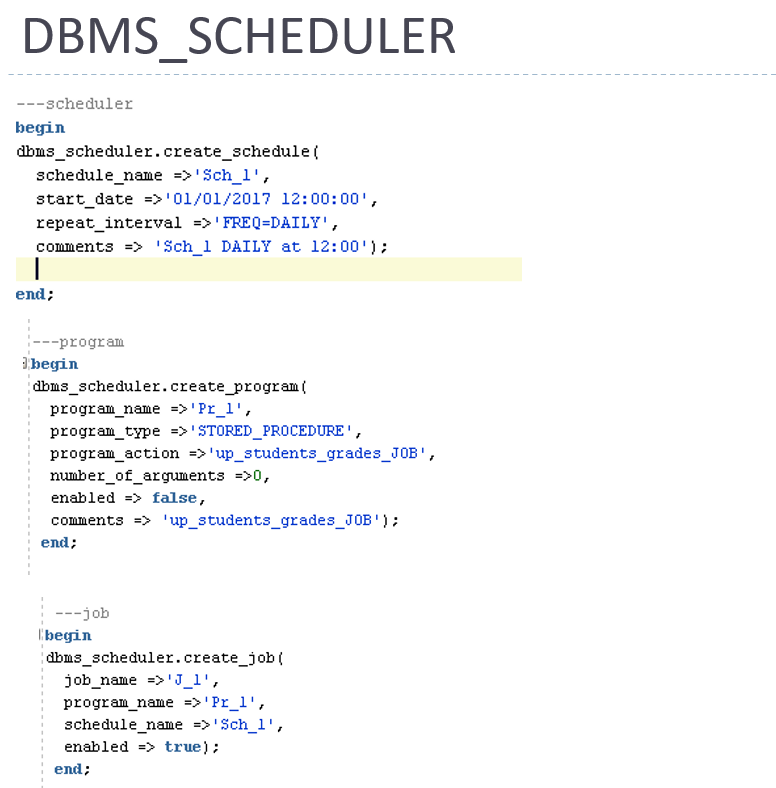 DBMS_SCHEDULER
---scheduler
begin
dbms_scheduler.create_schedule(
schedule_name =>'Sch_1',
start_date =>'01/01/2017 12:00:00',
repeat_interval =>'FREQ=DAILY',
comments => 'Sch_1 DAILY at 12:00');
end;
---program
begin
dbms_scheduler.create_program(
program_name =>'Pr_1',
program_type =>'STORED_PROCEDURE',
program_action =>'up_students_grades_JOB',
number_of_arguments =>0,
enabled => false,
comments => 'up_students_grades_JOB');
end;
---job
begin
dbms_scheduler.create_job(
job_name =>'J_1',
program_name =>'Pr_1',
schedule_name =>'Sch_1',
enabled => true);
end;